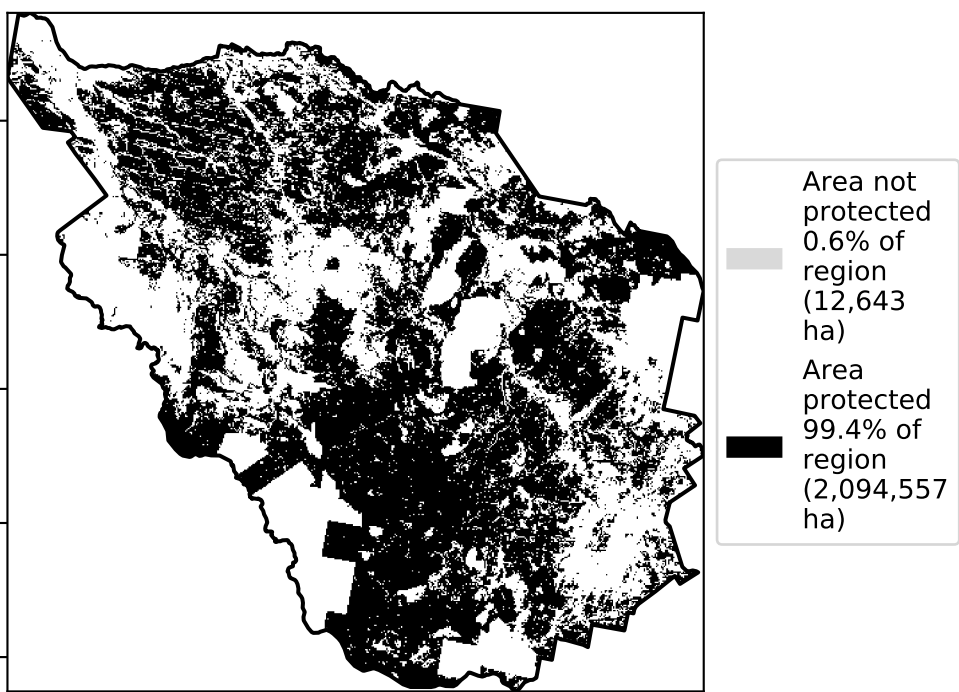 Area not
protected
0.6% of
region
(12,643
ha)
Area
protected
99.4% of
region
(2,094,557
ha)